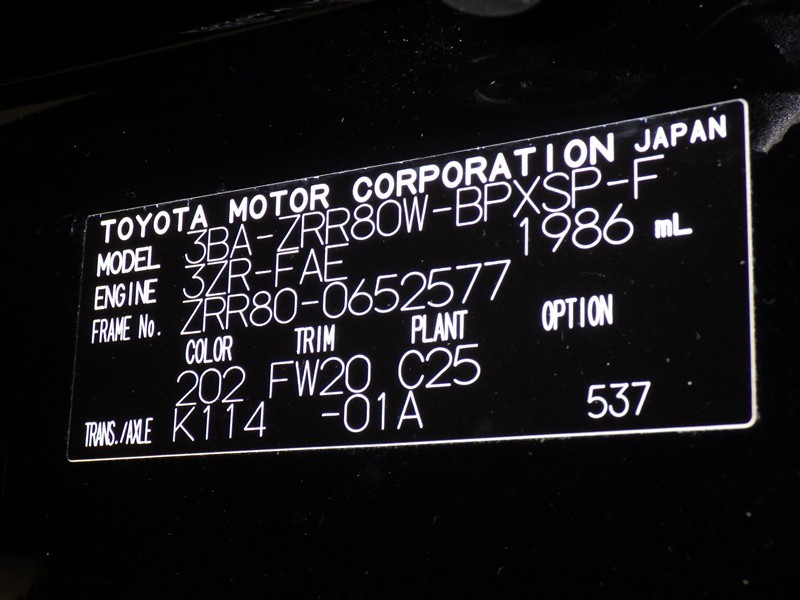 TOYOTA MOTOR CORPORATION JAPAN
MODEL 3BA-ZRR80W-BPXSP-F
ENGINE 3ZR-FAE 1986 mL
FRAME No. ZRR80-0652577
COLOR TRIM PLANT OPTION
202 FW20 C25
TRANS./AXLE K114 -01A 537